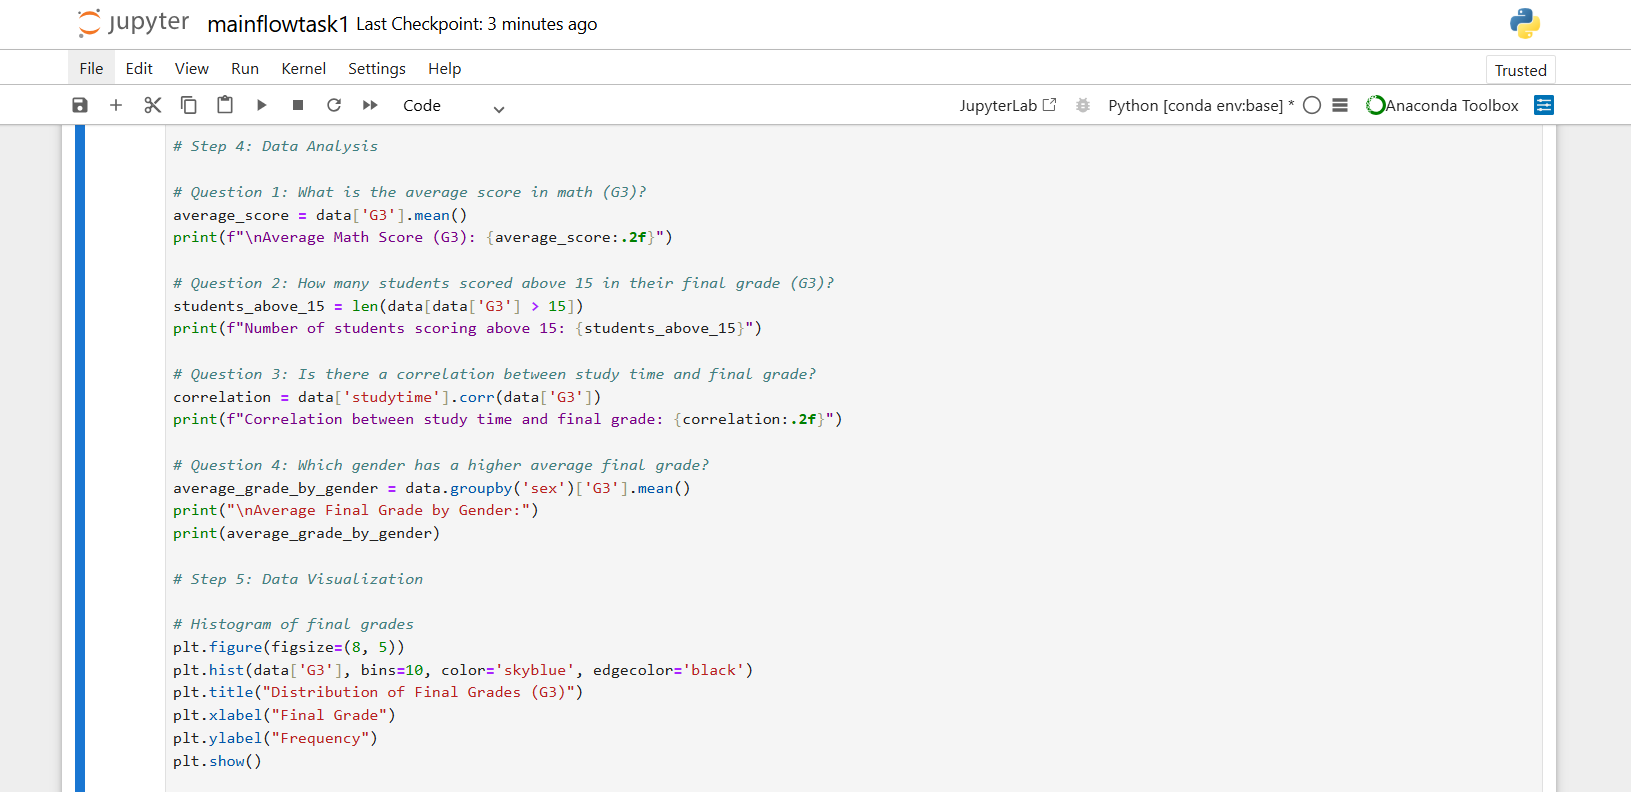 jupyter mainflowtask1 Last Checkpoint: 3 minutes ago
File Edit View Run Kernel Settings Help
Trusted
Code JupyterLab Python [conda env:base] * Anaconda Toolbox
# Step 4: Data Analysis
# Question 1: What is the average score in math (G3)?
average_score = data['G3'].mean()
print(f"\nAverage Math Score (G3): {average_score:.2f}")
# Question 2: How many students scored above 15 in their final grade (G3)?
students_above_15 = len(data[data['G3'] > 15])
print(f"Number of students scoring above 15: {students_above_15}")
# Question 3: Is there a correlation between study time and final grade?
correlation = data['studytime'].corr(data['G3'])
print(f"Correlation between study time and final grade: {correlation:.2f}")
# Question 4: Which gender has a higher average final grade?
average_grade_by_gender = data.groupby('sex')['G3'].mean()
print("\nAverage Final Grade by Gender:")
print(average_grade_by_gender)
# Step 5: Data Visualization
# Histogram of final grades
plt.figure(figsize=(8, 5))
plt.hist(data['G3'], bins=10, color='skyblue', edgecolor='black')
plt.title("Distribution of Final Grades (G3)")
plt.xlabel("Final Grade")
plt.ylabel("Frequency")
plt.show()